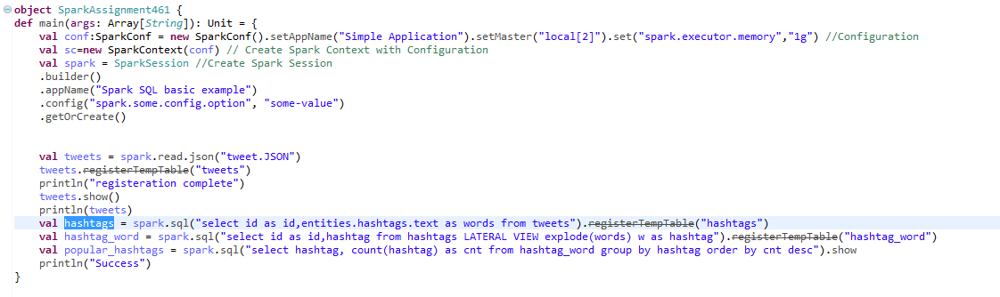 object SparkAssignment461 {
def main(args: Array[String]): Unit = {
val conf:SparkConf = new SparkConf().setAppName("Simple Application").setMaster("local[2]").set("spark.executor.memory","1g") //Configuration
val sc=new SparkContext(conf) // Create Spark Context with Configuration
val spark = SparkSession //Create Spark Session
.builder()
.appName("Spark SQL basic example")
.config("spark.some.config.option", "some-value")
.getOrCreate()
val tweets = spark.read.json("tweet.JSON")
tweets.registerTempTable("tweets")
println("registeration complete")
tweets.show()
println(tweets)
val hashtags = spark.sql("select id as id,entities.hashtags.text as words from tweets").registerTempTable("hashtags")
val hashtag_word = spark.sql("select id as id,hashtag from hashtags LATERAL VIEW explode(words) w as hashtag").registerTempTable("hashtag_word")
val popular_hashtags = spark.sql("select hashtag, count(hashtag) as cnt from hashtag_word group by hashtag order by cnt desc").show
println("Success")
}